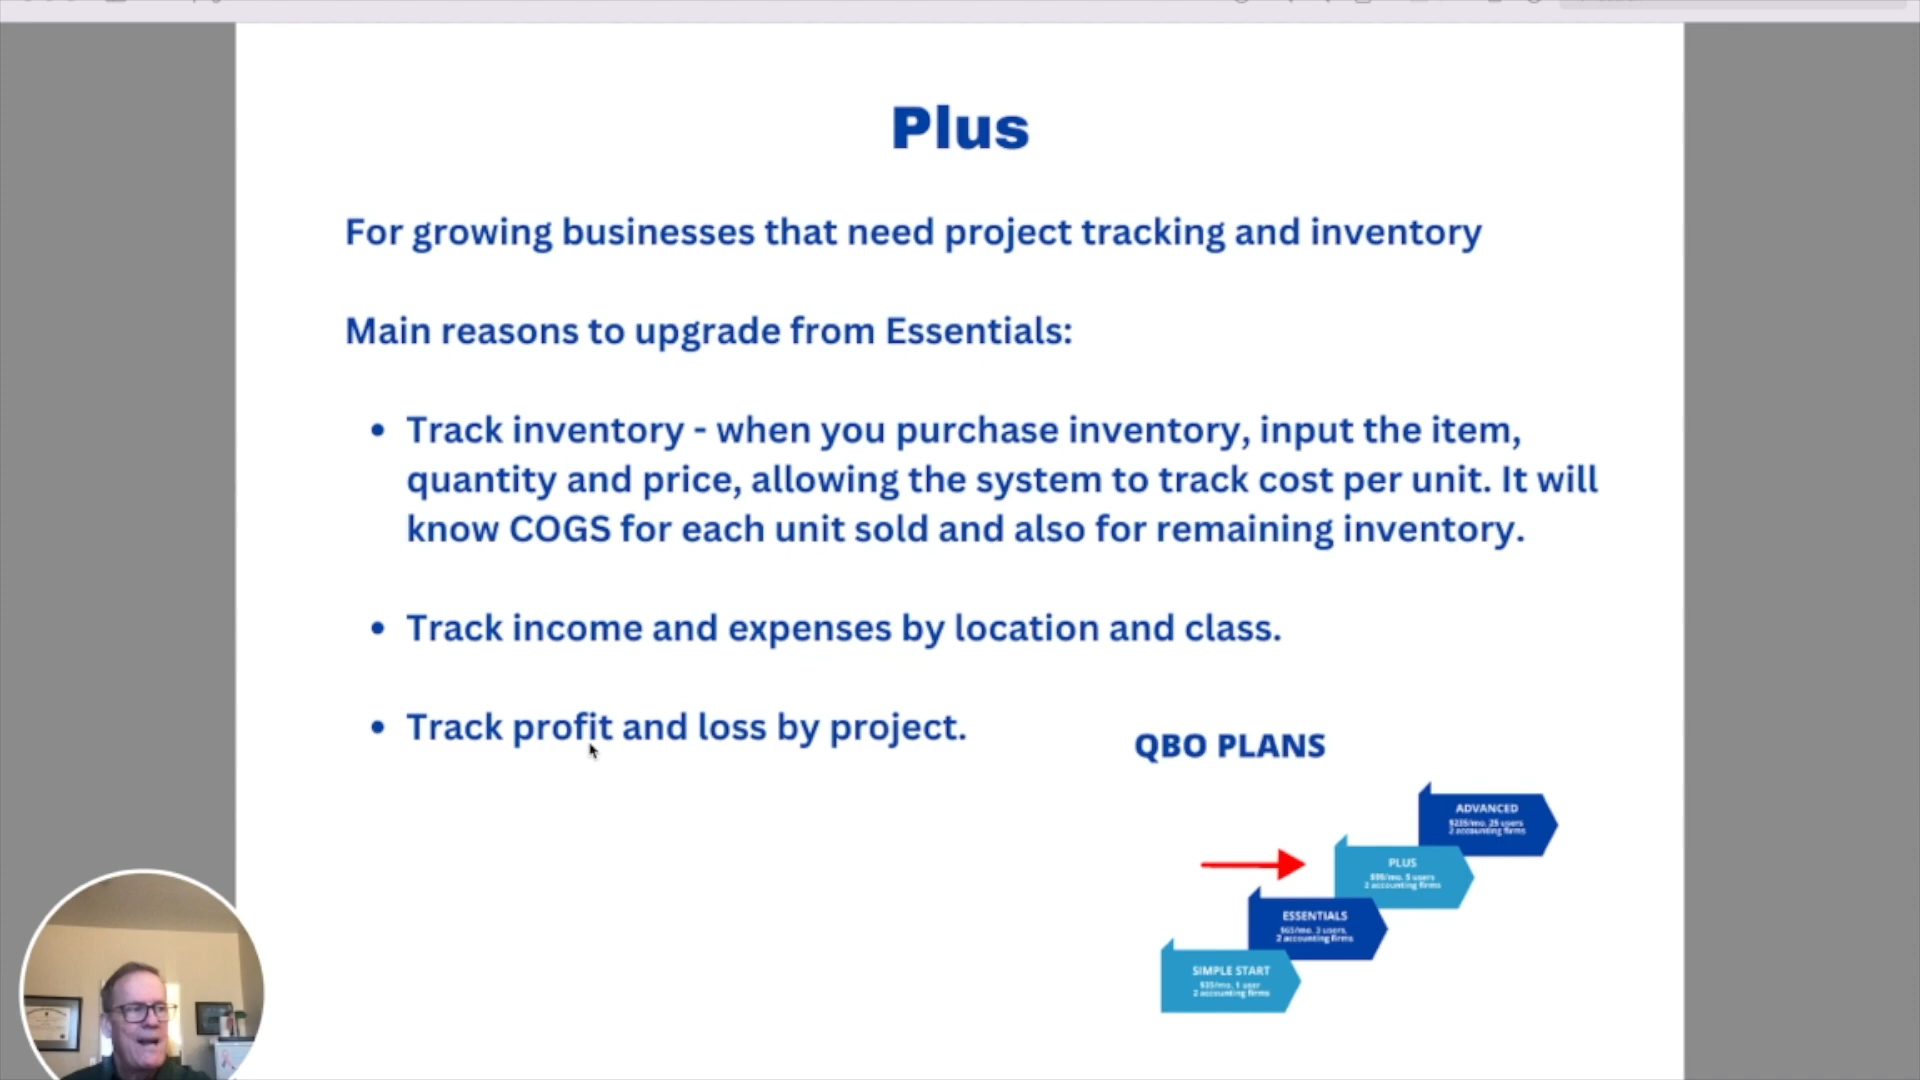 Plus
For growing businesses that need project tracking and inventory
Main reasons to upgrade from Essentials:
• Track inventory - when you purchase inventory, input the item,
quantity and price, allowing the system to track cost per unit. It will
know COGS for each unit sold and also for remaining inventory.
• Track income and expenses by location and class.
• Track profit and loss by project.
QBO PLANS
ADVANCED
$235/mo. 25 users
2 accounting firms
PLUS
5 users
2 accounting firms
ESSENTIALS
$65/mo. 3 users,
2 accounting firms
SIMPLE START
$35/mo. 1 user
2 accounting firms